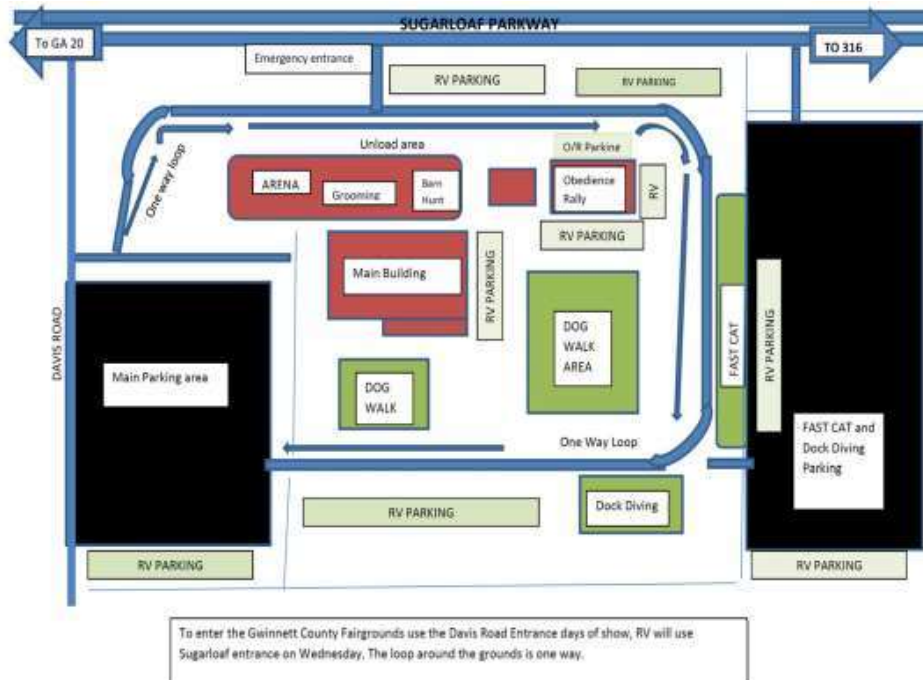 SUGARLOAF PARKWAY
To GA 20
TO 316
Emergency entrance
RV PARKING
RV PARKING
One way loop
Unload area
O/R Parking
ARENA
Grooming
Barn
Hunt
Obedience
Rally
RV
RV PARKING
Main Building
RV PARKING
DOG
WALK
AREA
FAST CAT
RV PARKING
DAVIS ROAD
Main Parking area
DOG
WALK
FAST CAT and
Dock Diving
Parking
One Way Loop
RV PARKING
Dock Diving
RV PARKING
RV PARKING
To enter the Gwinnett County Fairgrounds use the Davis Road Entrance days of show, RV will use
Sugarloaf entrance on Wednesday. The loop around the grounds is one way.